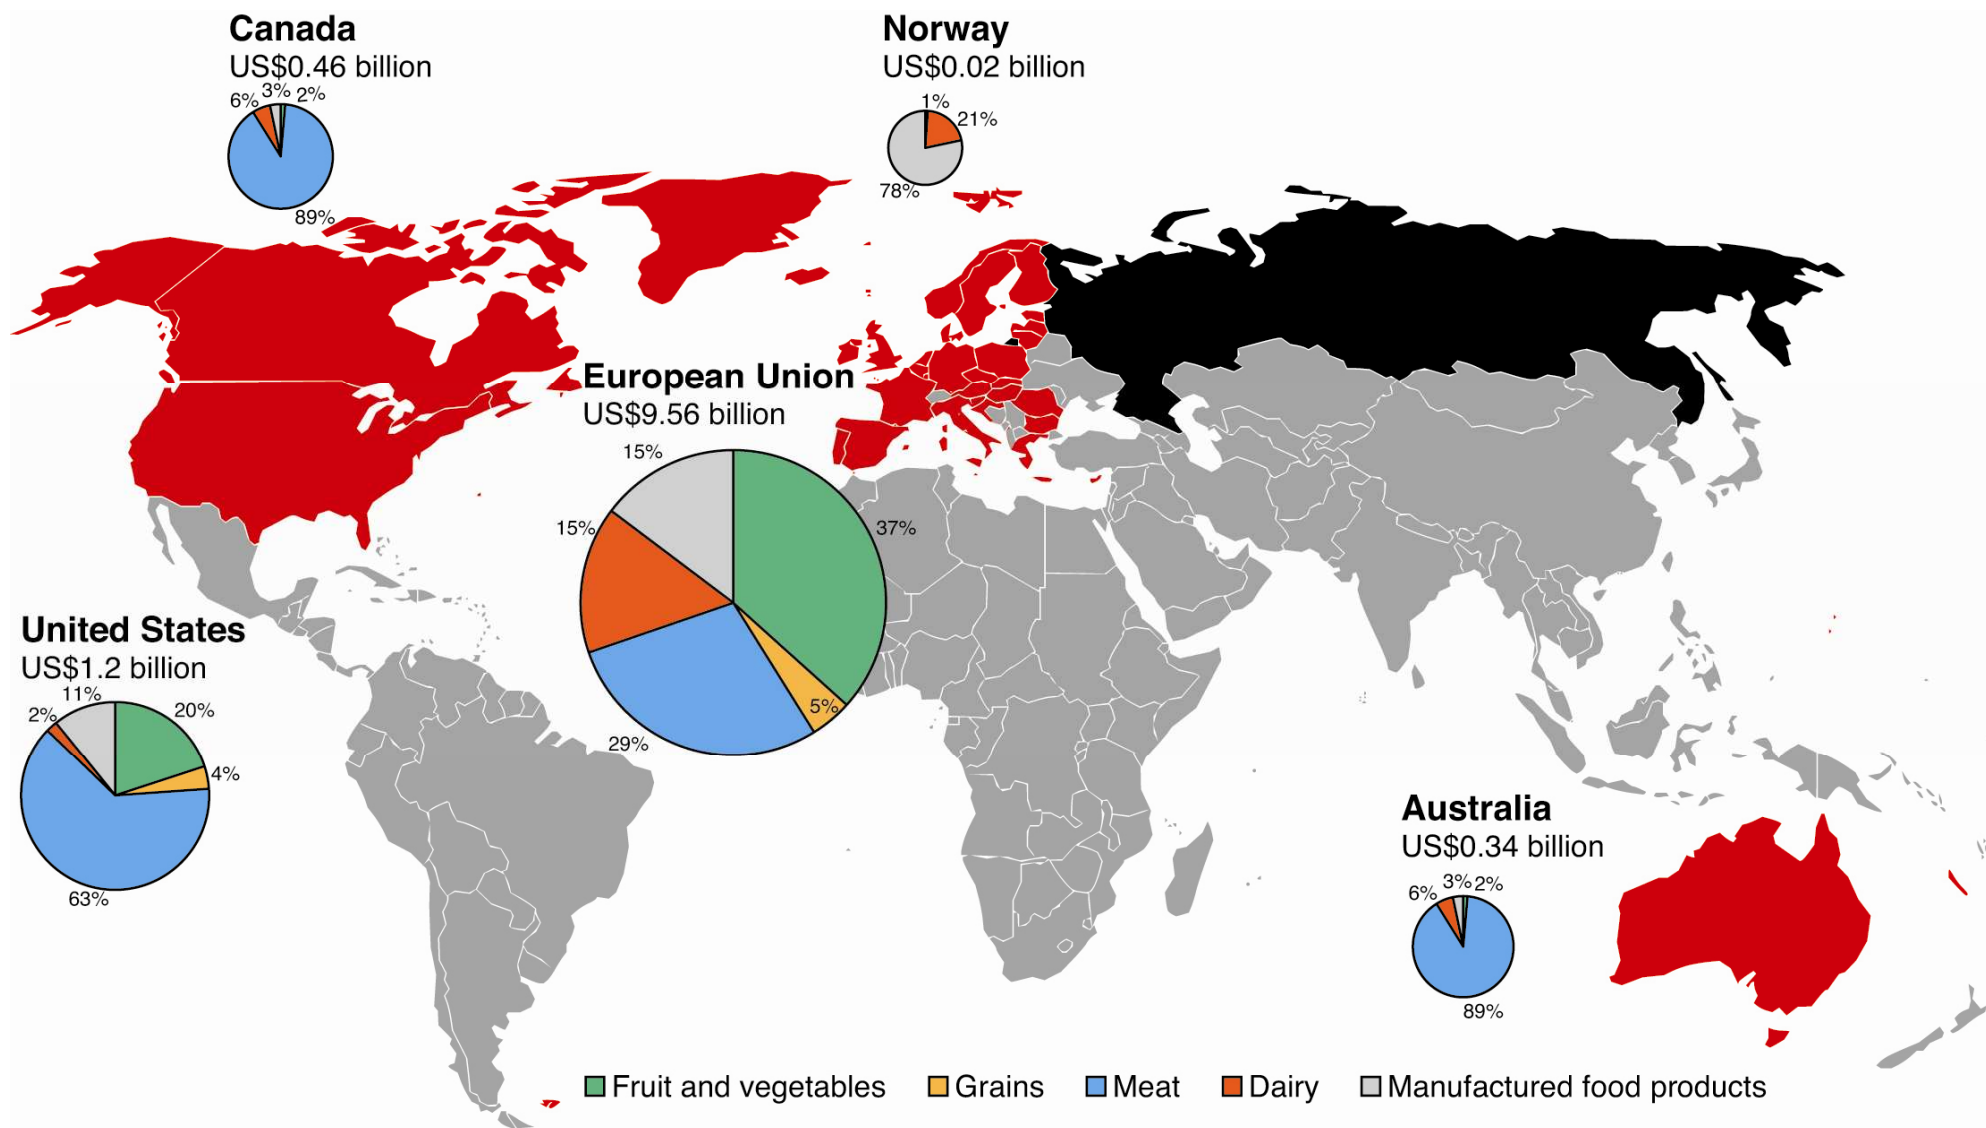 Canada
US$0.46 billion
6% 3% 2%
89%
Norway
US$0.02 billion
1%
21%
78%
European Union
US$9.56 billion
15%
15%
37%
5%
29%
United States
US$1.2 billion
11%
2%
20%
4%
63%
Australia
US$0.34 billion
6% 3% 2%
89%
Fruit and vegetables Grains Meat Dairy Manufactured food products